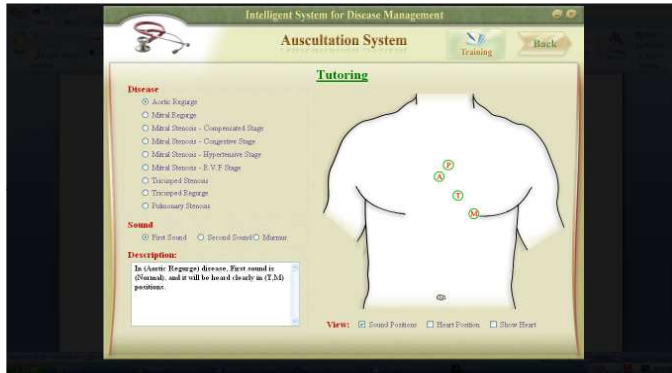 Intelligent System for Disease Management
Auscultation System
Training
Back
Tutoring
Disease
Aortic Regurge
Mitral Regurge
Mitral Stenosis - Compensated Stage
Mitral Stenosis - Congestive Stage
Mitral Stenosis - Hypertensive Stage
Mitral Stenosis - R.V.F Stage
Tricuspid Stenosis
Tricuspid Regurge
Pulmonary Stenosis
Sound
First Sound Second Sound Murmur
Description:
In (Aortic Regurge) disease, First sound is
(Normal), and it will be heard clearly in (T,M)
positions.
P
A
T
M
View: Sound Positions Heart Position Show Heart